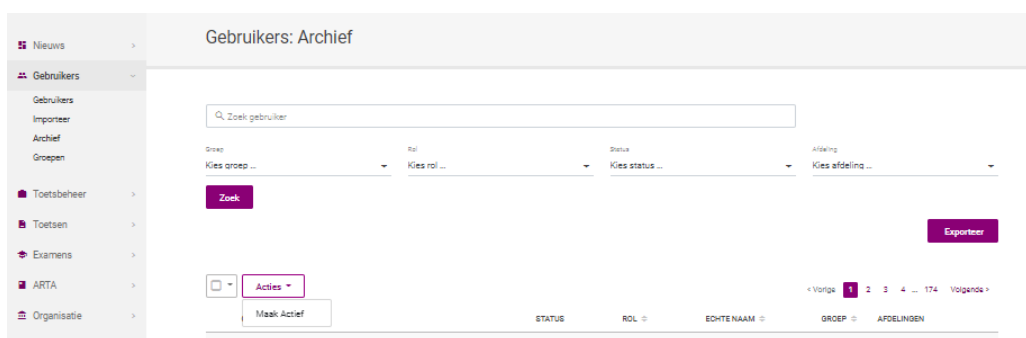 Gebruikers: Archief
Nieuws
Gebruikers
Gebruikers
Importeer
Archief
Groepen
Toetsbeheer
Toetsen
Examens
ARTA
Organisatie
Zoek gebruiker
Groep Rol Status Afdeling
Kies groep ... Kies rol ... Kies status ... Kies afdeling ...
Zoek
Exporteer
Acties
< Vorige 1 2 3 4 ... 174 Volgende >
Maak Actief
STATUS ROL ECHTE NAAM GROEP AFDELINGEN